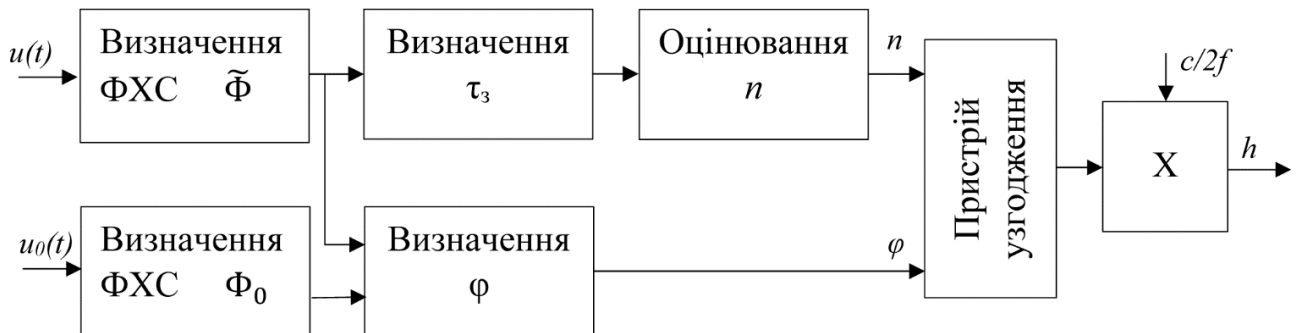 u(t)
Визначення
ФХС Φ̃
Визначення
τз
Оцінювання
n
n
Пристрій
узгодження
c/2f
X
h
u0(t)
Визначення
ФХС Φ0
Визначення
φ
φ